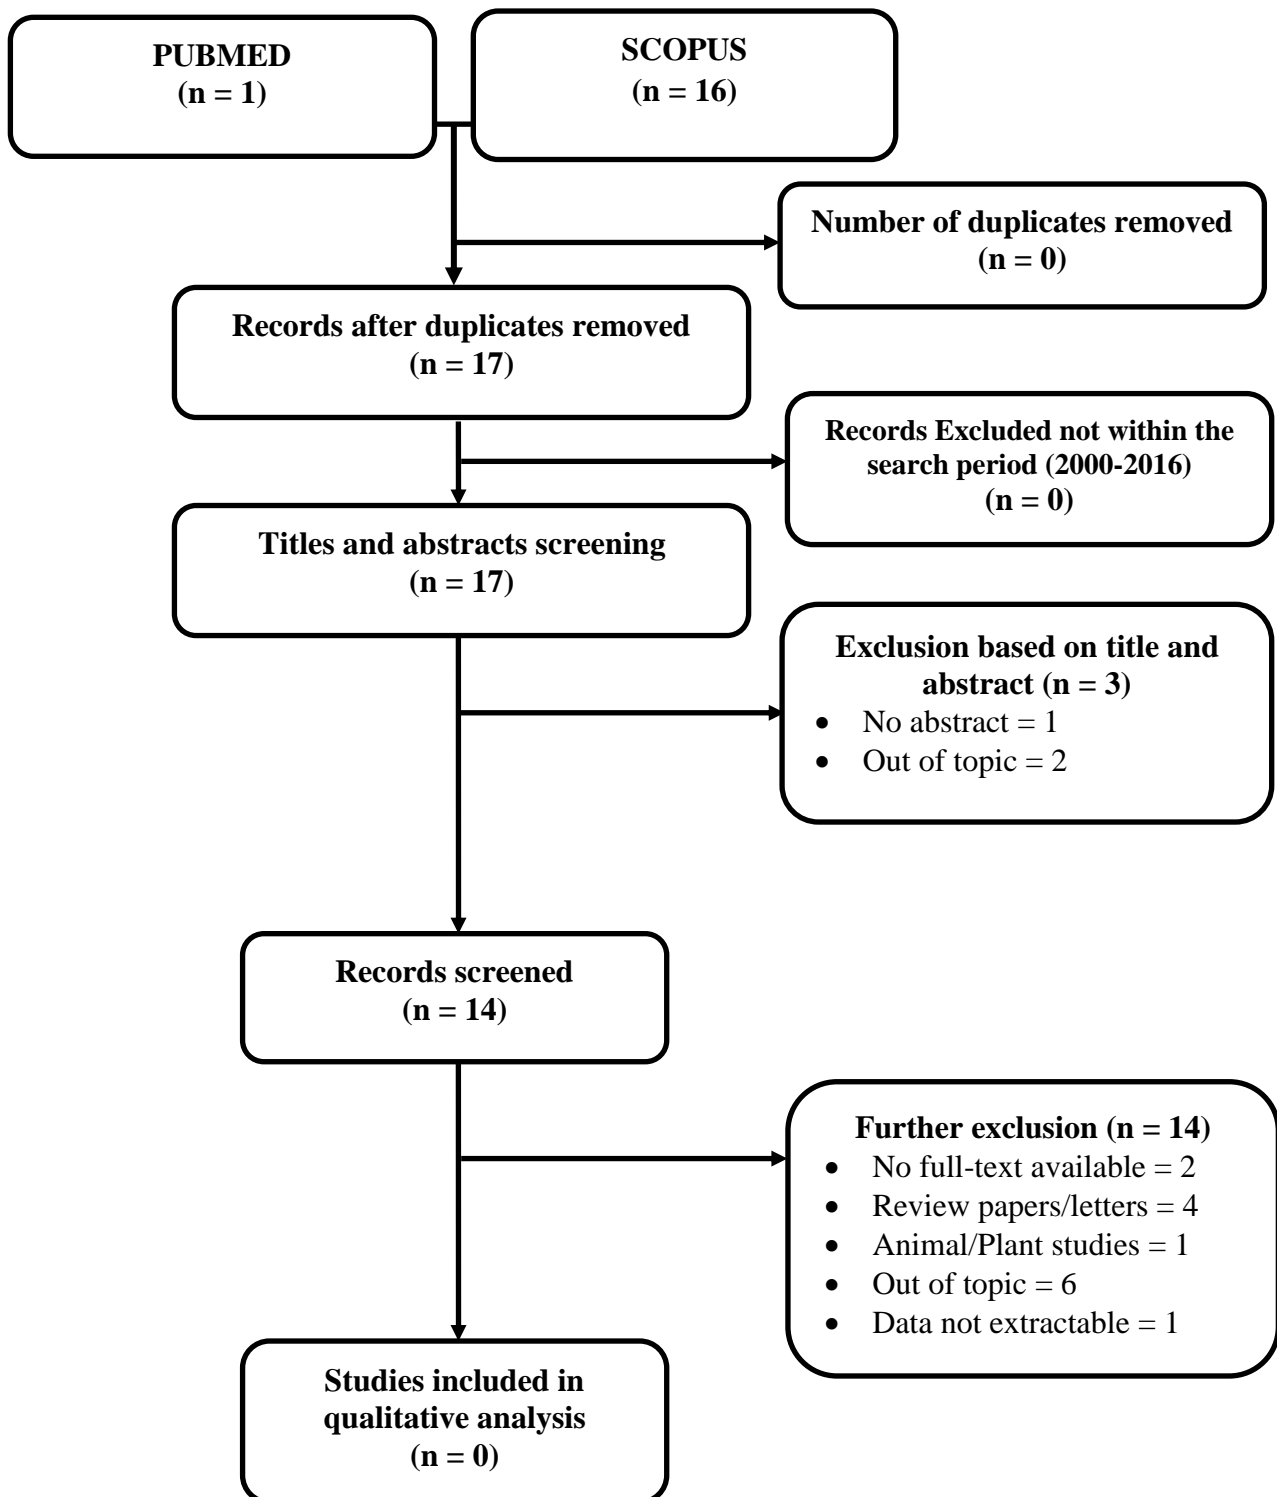 PUBMED
(n = 1)
SCOPUS
(n = 16)
Number of duplicates removed
(n = 0)
Records after duplicates removed
(n = 17)
Records Excluded not within the
search period (2000-2016)
(n = 0)
Titles and abstracts screening
(n = 17)
Exclusion based on title and
abstract (n = 3)
• No abstract = 1
• Out of topic = 2
Records screened
(n = 14)
Further exclusion (n = 14)
• No full-text available = 2
• Review papers/letters = 4
• Animal/Plant studies = 1
• Out of topic = 6
• Data not extractable = 1
Studies included in
qualitative analysis
(n = 0)